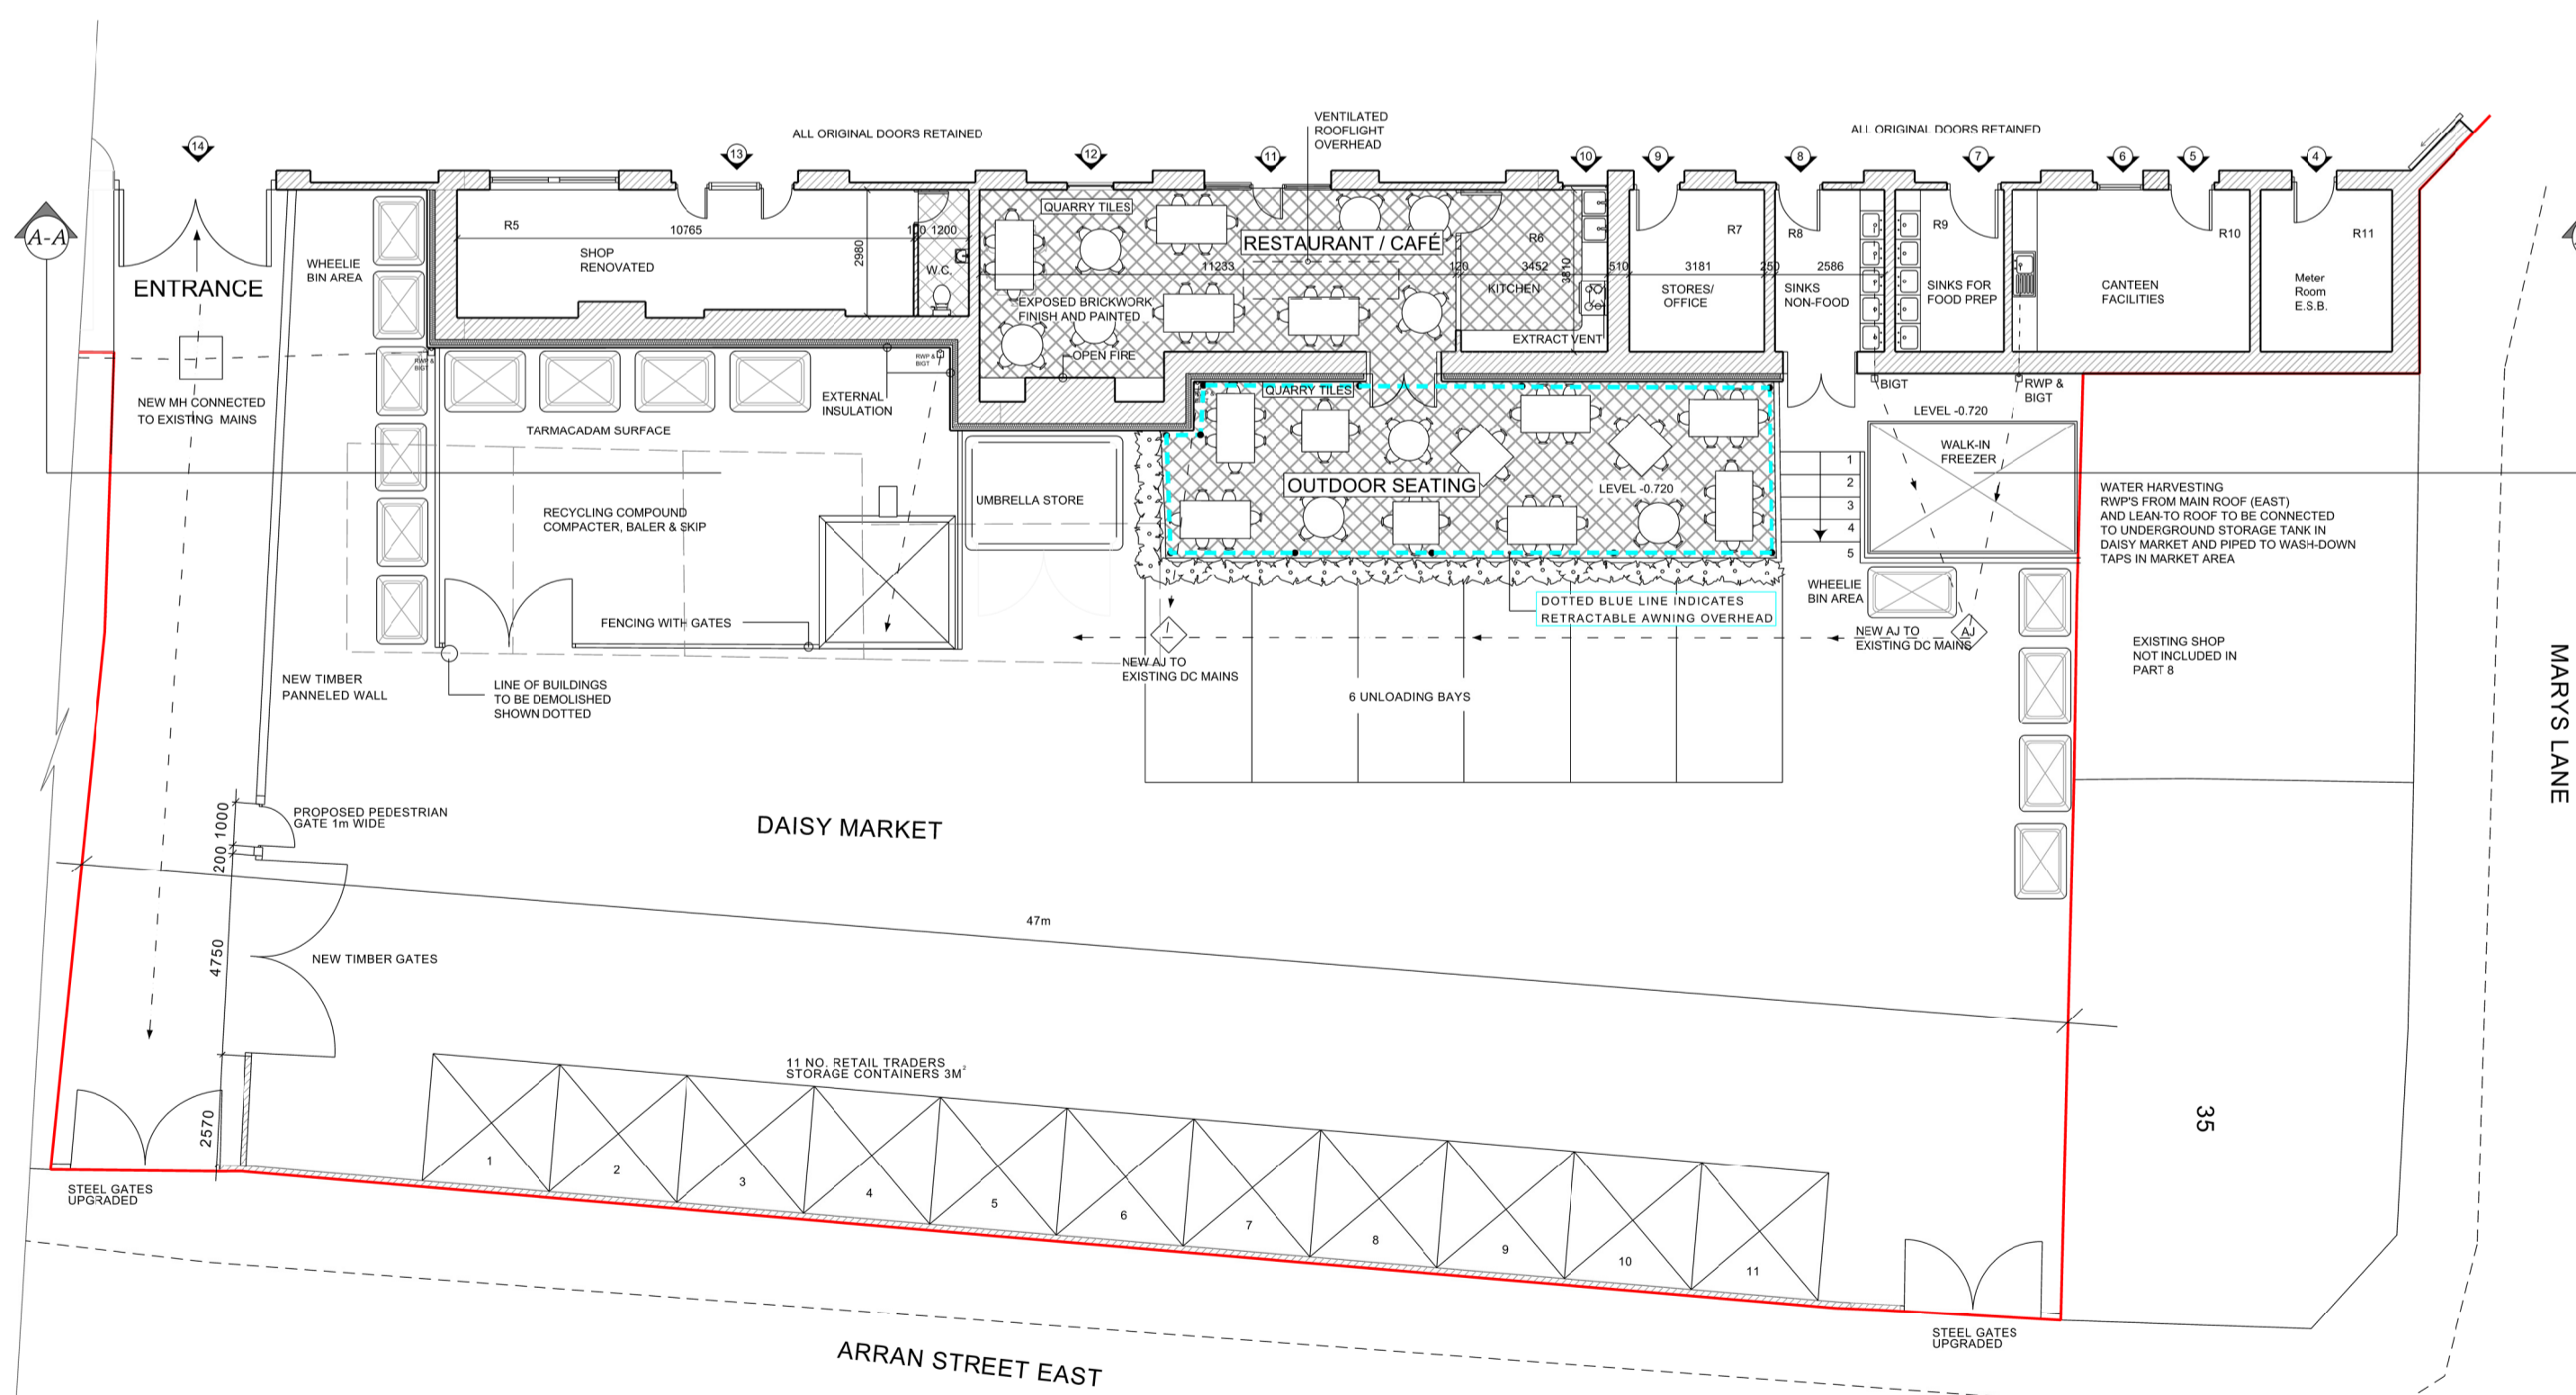 VENTILATED
ROOFLIGHT
OVERHEAD
ALL ORIGINAL DOORS RETAINED
ALL ORIGINAL DOORS RETAINED
14
13
12
11
10
9
8
7
6
5
4
A-A
ENTRANCE
WHEELIE
BIN AREA
R5
10765
1200
2980
SHOP
RENOVATED
W.C.
QUARRY TILES
RESTAURANT / CAFÉ
11233
120
EXPOSED BRICKWORK
FINISH AND PAINTED
OPEN FIRE
R6
3452
3810
KITCHEN
EXTRACT VENT
510
R7
3181
STORES/
OFFICE
250
R8
2586
SINKS
NON-FOOD
R9
SINKS FOR
FOOD PREP
CANTEEN
FACILITIES
R10
R11
Meter
Room
E.S.B.
RWP &
BIGT
RWP &
BIGT
BIGT
RWP &
BIGT
NEW MH CONNECTED
TO EXISTING MAINS
EXTERNAL
INSULATION
TARMACADAM SURFACE
QUARRY TILES
LEVEL -0.720
WALK-IN
FREEZER
OUTDOOR SEATING
LEVEL -0.720
UMBRELLA STORE
1
2
3
4
5
RECYCLING COMPOUND
COMPACTER, BALER & SKIP
WATER HARVESTING
RWP'S FROM MAIN ROOF (EAST)
AND LEAN-TO ROOF TO BE CONNECTED
TO UNDERGROUND STORAGE TANK IN
DAISY MARKET AND PIPED TO WASH-DOWN
TAPS IN MARKET AREA
WHEELIE
BIN AREA
DOTTED BLUE LINE INDICATES
RETRACTABLE AWNING OVERHEAD
FENCING WITH GATES
NEW AJ TO
EXISTING DC MAINS
AJ
NEW AJ TO
EXISTING DC MAINS
EXISTING SHOP
NOT INCLUDED IN
PART 8
MARYS LANE
NEW TIMBER
PANNELED WALL
LINE OF BUILDINGS
TO BE DEMOLISHED
SHOWN DOTTED
6 UNLOADING BAYS
PROPOSED PEDESTRIAN
GATE 1m WIDE
1000
200
4750
2570
DAISY MARKET
47m
NEW TIMBER GATES
11 NO. RETAIL TRADERS
STORAGE CONTAINERS 3M²
1
2
3
4
5
6
7
8
9
10
11
35
STEEL GATES
UPGRADED
STEEL GATES
UPGRADED
ARRAN STREET EAST